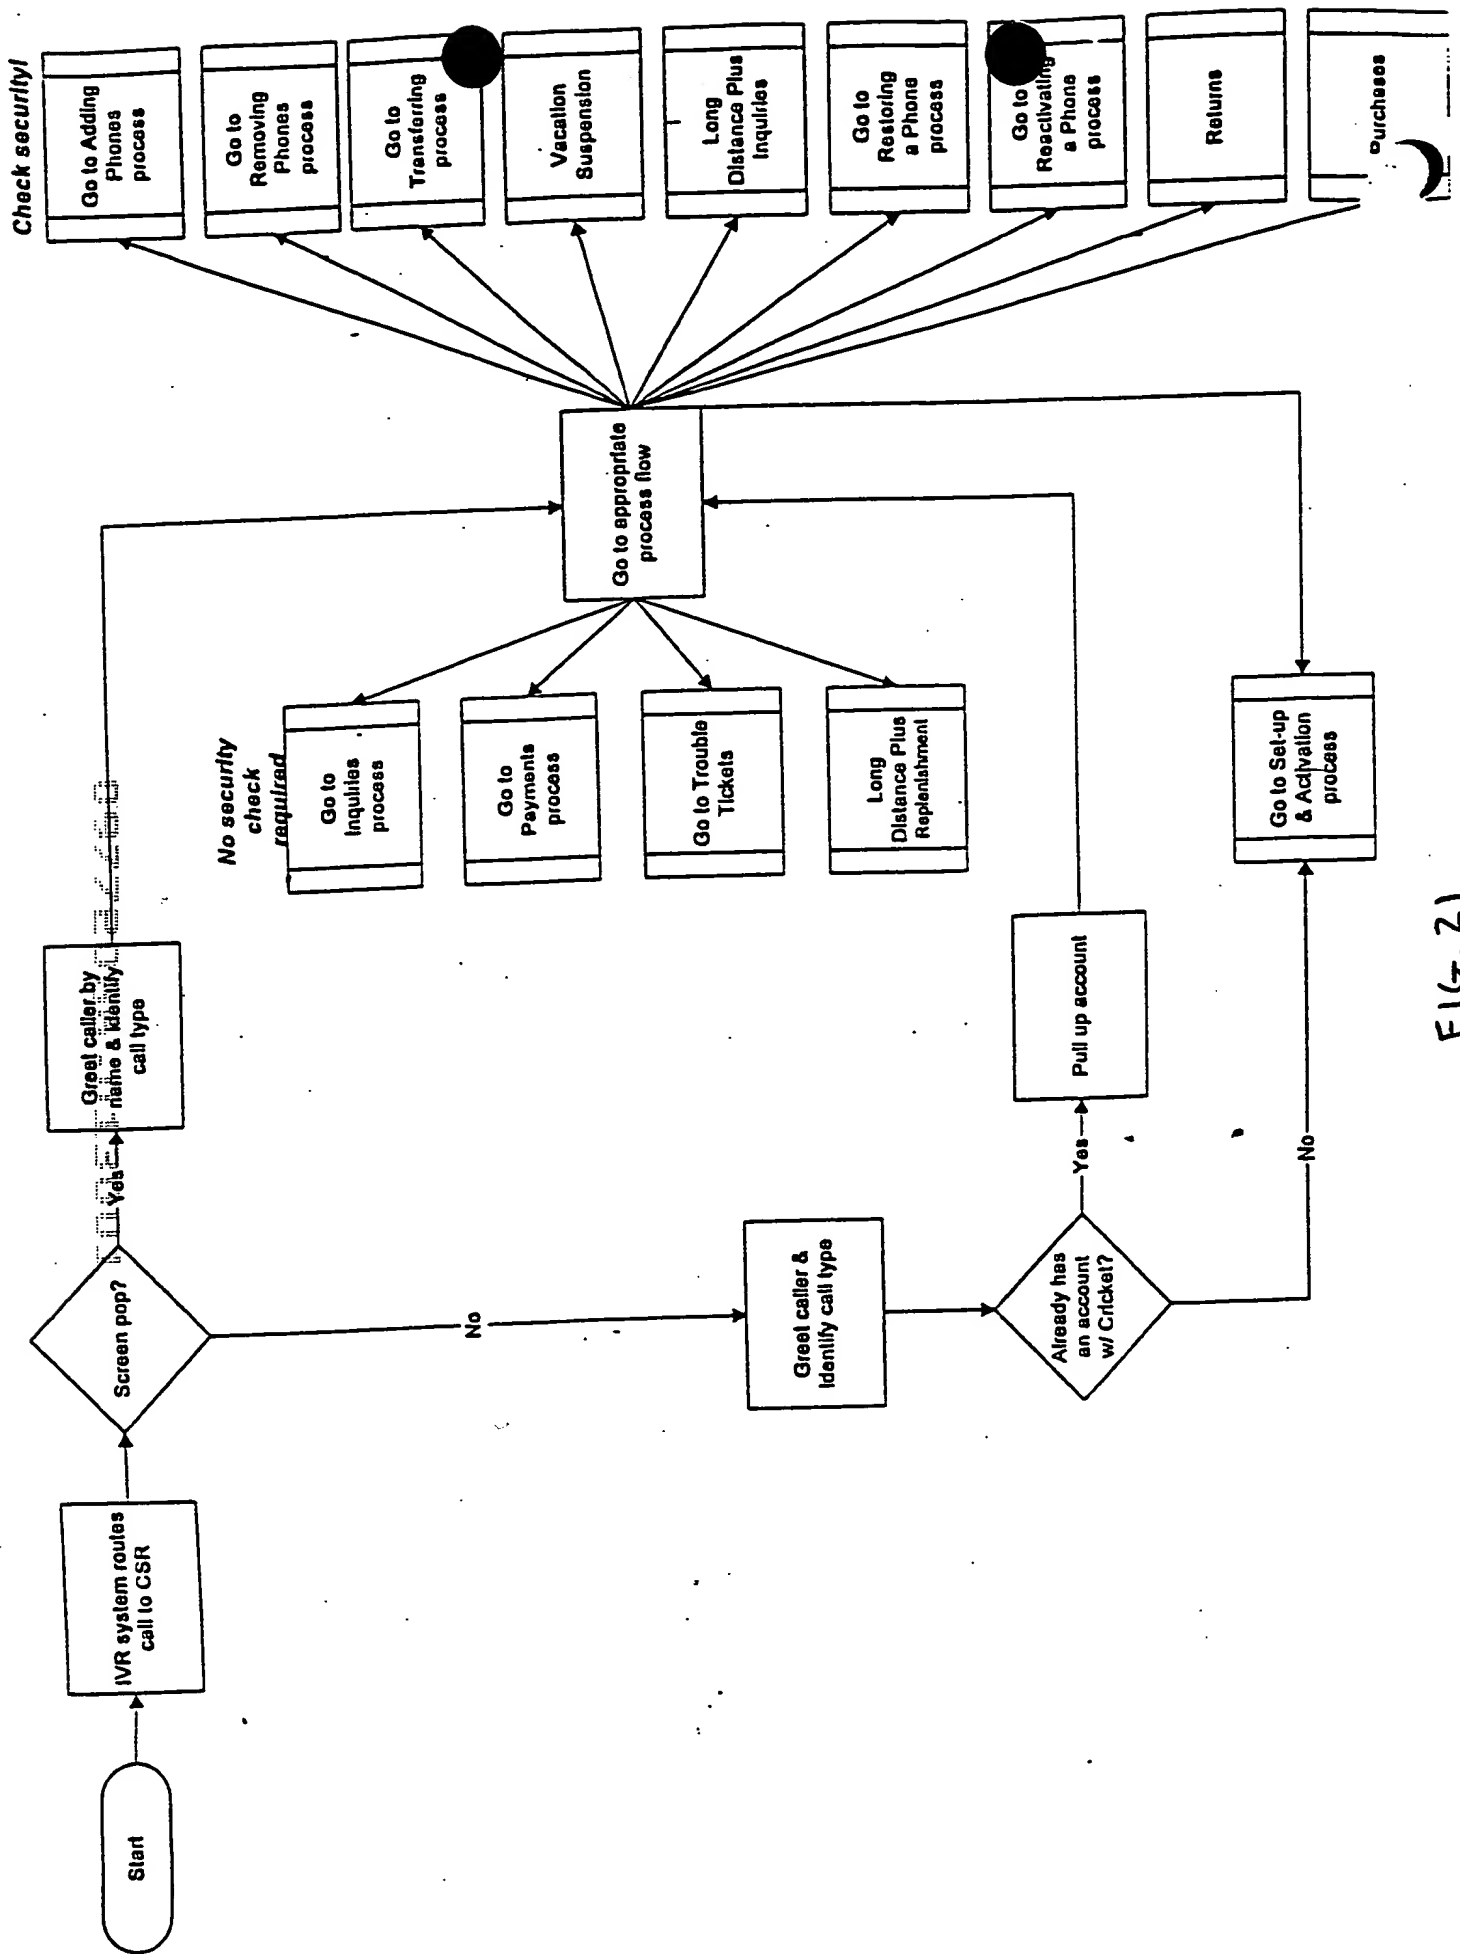 Start
IVR system routes
call to CSR
Screen pop?
Yes
Greet caller by
name & identify
call type
No
Greet caller &
Identify call type
Already has
an account
w/ Cricket?
Yes
Pull up account
No
Go to Set-up
& Activation
process
Go to appropriate
process flow
No security
check
required
Go to
Inquiries
process
Go to
Payments
process
Go to Trouble
Tickets
Long
Distance Plus
Replenishment
Check security!
Go to Adding
Phones
process
Go to
Removing
Phones
process
Go to
Transferring
process
Vacation
Suspension
Long
Distance Plus
Inquiries
Go to
Restoring
a Phone
process
Go to
Reactivating
a Phone
process
Returns
Purchases
FIG. 21